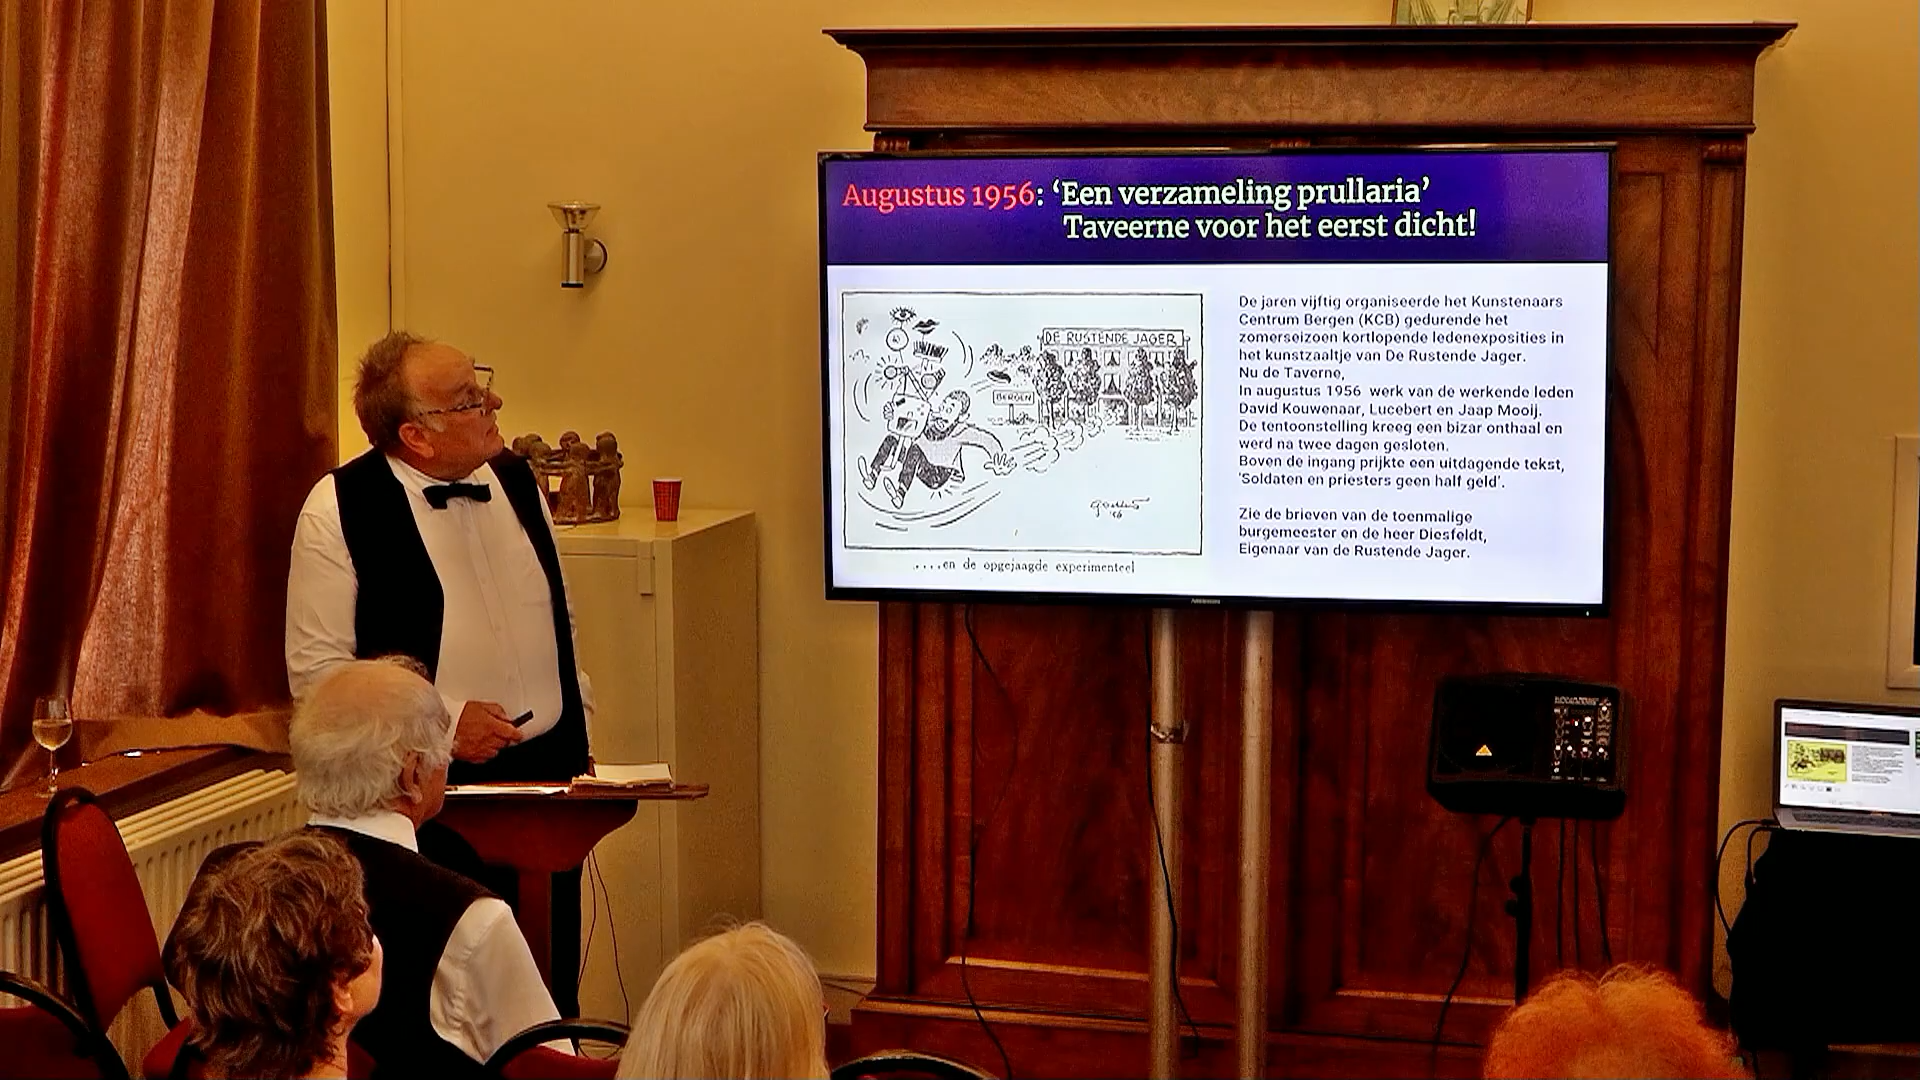 Augustus 1956: ‘Een verzameling prullaria’
Taveerne voor het eerst dicht!
De jaren vijftig organiseerde het Kunstenaars
Centrum Bergen (KCB) gedurende het
zomerseizoen kortlopende ledenexposities in
het kunstzaaltje van De Rustende Jager.
Nu de Taverne,
In augustus 1956 werk van de werkende leden
David Kouwenaar, Lucebert en Jaap Mooij.
De tentoonstelling kreeg een bizar onthaal en
werd na twee dagen gesloten.
Boven de ingang prijkte een uitdagende tekst,
'Soldaten en priesters geen half geld'.
Zie de brieven van de toenmalige
burgemeester en de heer Diesfeldt,
Eigenaar van de Rustende Jager.
DE RUSTENDE JAGER
BERGEN
'56
....en de opgejaagde experimenteel